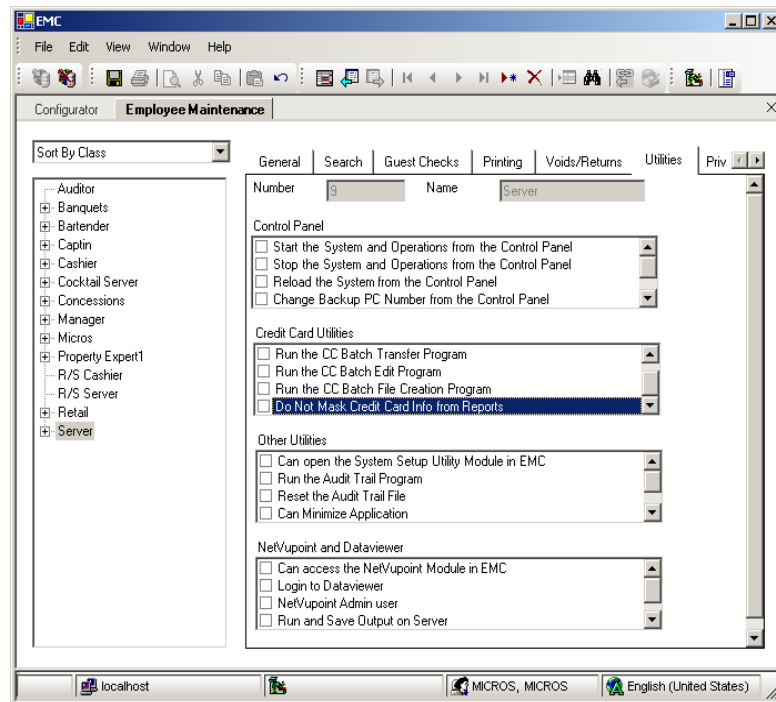 EMC
File Edit View Window Help
Configurator Employee Maintenance
Sort By Class
General Search Guest Checks Printing Voids/Returns Utilities Priv
Number 9 Name Server
Auditor
Banquets
Bartender
Captin
Cashier
Cocktail Server
Concessions
Manager
Micros
Property Expert1
R/S Cashier
R/S Server
Retail
Server
Control Panel
Start the System and Operations from the Control Panel
Stop the System and Operations from the Control Panel
Reload the System from the Control Panel
Change Backup PC Number from the Control Panel
Credit Card Utilities
Run the CC Batch Transfer Program
Run the CC Batch Edit Program
Run the CC Batch File Creation Program
Do Not Mask Credit Card Info from Reports
Other Utilities
Can open the System Setup Utility Module in EMC
Run the Audit Trail Program
Reset the Audit Trail File
Can Minimize Application
NetVupoint and Dataviewer
Can access the NetVupoint Module in EMC
Login to Dataviewer
NetVupoint Admin user
Run and Save Output on Server
localhost MICROS, MICROS English (United States)